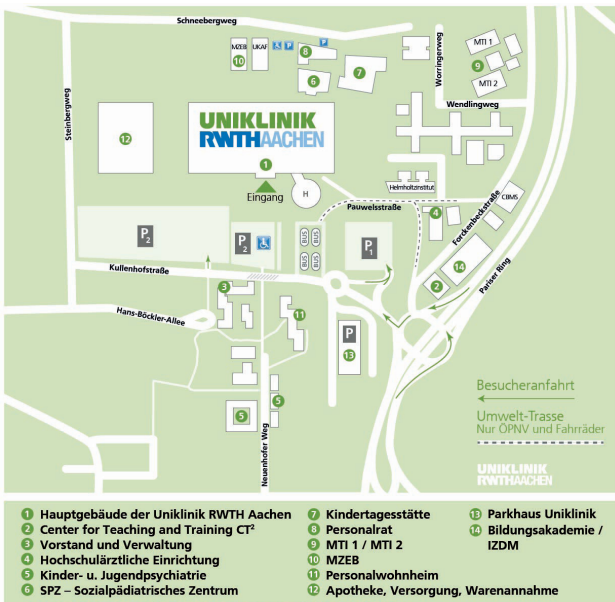 Schneebergweg
Steinbergweg
MZEB
UKAF
10
P
P
8
6
7
Worringerweg
MTI 1
9
MTI 2
Wendlingweg
12
UNIKLINIK
RWTHAACHEN
1
Eingang
H
Helmholtzinstitut
CBMS
Pauwelsstraße
4
Forckenbeckstraße
P2
P2
BUS
BUS
BUS
BUS
P1
14
2
Pariser Ring
Kullenhofstraße
3
Hans-Böckler-Allee
11
P
13
5
5
Neuenhofer Weg
Besucheranfahrt
Umwelt-Trasse
Nur ÖPNV und Fahrräder
UNIKLINIK
RWTHAACHEN
1 Hauptgebäude der Uniklinik RWTH Aachen
2 Center for Teaching and Training CT²
3 Vorstand und Verwaltung
4 Hochschulärztliche Einrichtung
5 Kinder- u. Jugendpsychiatrie
6 SPZ – Sozialpädiatrisches Zentrum
7 Kindertagesstätte
8 Personalrat
9 MTI 1 / MTI 2
10 MZEB
11 Personalwohnheim
12 Apotheke, Versorgung, Warenannahme
13 Parkhaus Uniklinik
14 Bildungsakademie /
IZDM